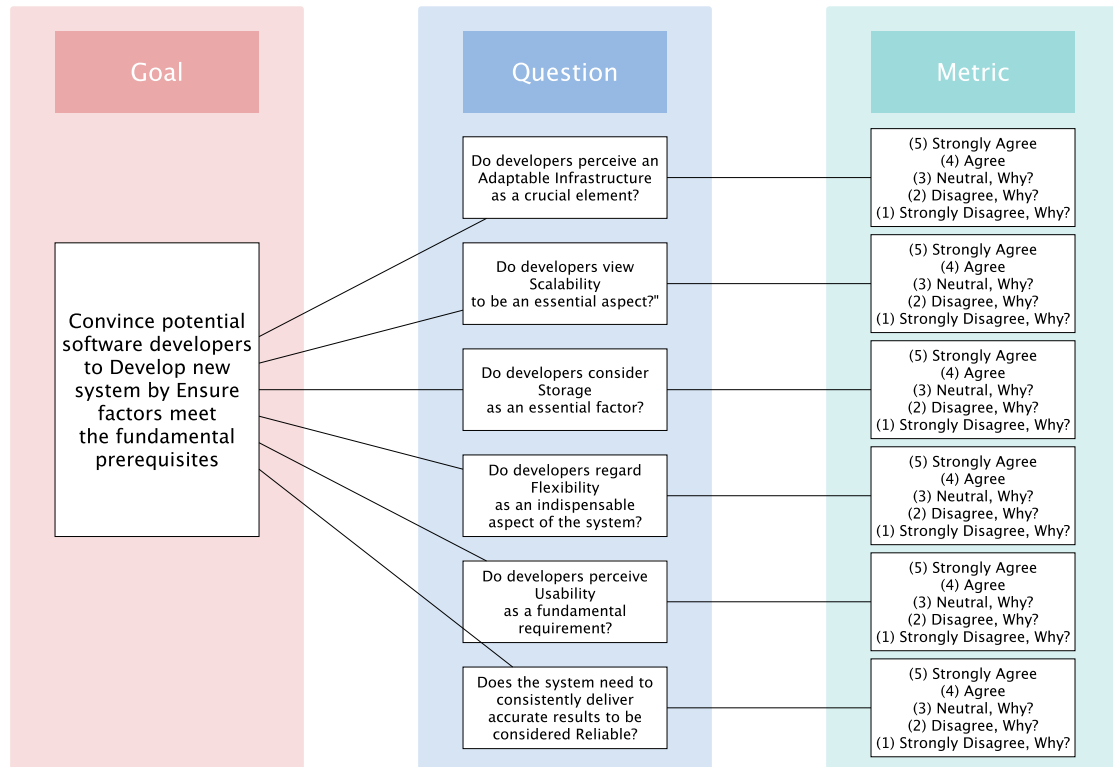 Goal
Question
Metric
Convince potential
software developers
to Develop new
system by Ensure
factors meet
the fundamental
prerequisites
Do developers perceive an
Adaptable Infrastructure
as a crucial element?
(5) Strongly Agree
(4) Agree
(3) Neutral, Why?
(2) Disagree, Why?
(1) Strongly Disagree, Why?
Do developers view
Scalability
to be an essential aspect?"
(5) Strongly Agree
(4) Agree
(3) Neutral, Why?
(2) Disagree, Why?
(1) Strongly Disagree, Why?
Do developers consider
Storage
as an essential factor?
(5) Strongly Agree
(4) Agree
(3) Neutral, Why?
(2) Disagree, Why?
(1) Strongly Disagree, Why?
Do developers regard
Flexibility
as an indispensable
aspect of the system?
(5) Strongly Agree
(4) Agree
(3) Neutral, Why?
(2) Disagree, Why?
(1) Strongly Disagree, Why?
Do developers perceive
Usability
as a fundamental
requirement?
(5) Strongly Agree
(4) Agree
(3) Neutral, Why?
(2) Disagree, Why?
(1) Strongly Disagree, Why?
Does the system need to
consistently deliver
accurate results to be
considered Reliable?
(5) Strongly Agree
(4) Agree
(3) Neutral, Why?
(2) Disagree, Why?
(1) Strongly Disagree, Why?